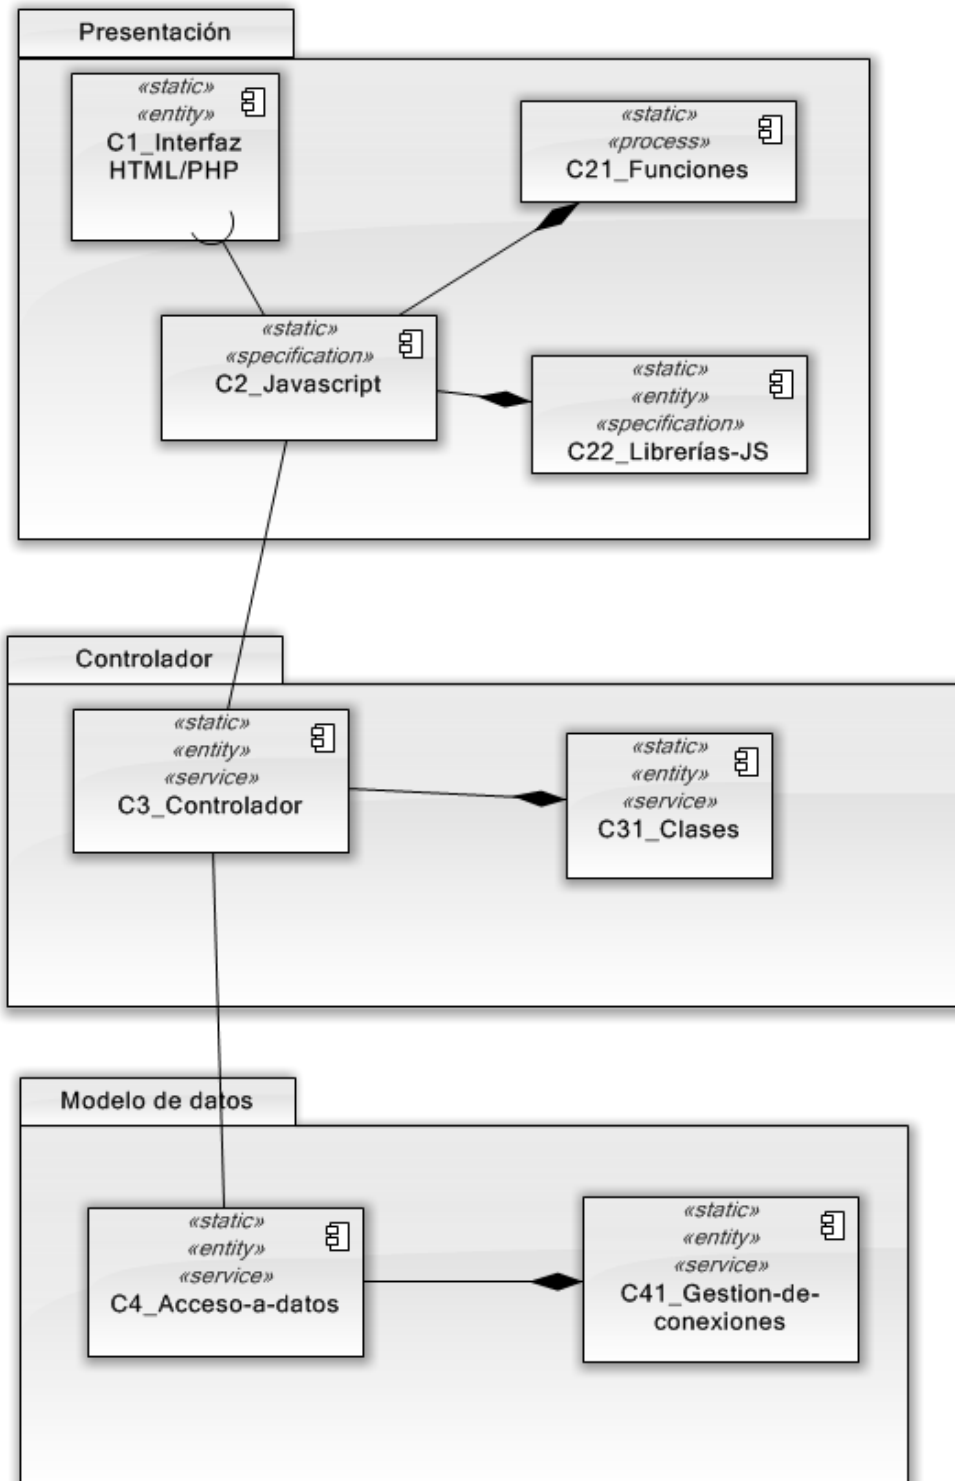 Presentación
«static»
«entity»
C1_Interfaz
HTML/PHP
«static»
«process»
C21_Funciones
«static»
«specification»
C2_Javascript
«static»
«entity»
«specification»
C22_Librerías-JS
Controlador
«static»
«entity»
«service»
C3_Controlador
«static»
«entity»
«service»
C31_Clases
Modelo de datos
«static»
«entity»
«service»
C4_Acceso-a-datos
«static»
«entity»
«service»
C41_Gestion-de-
conexiones